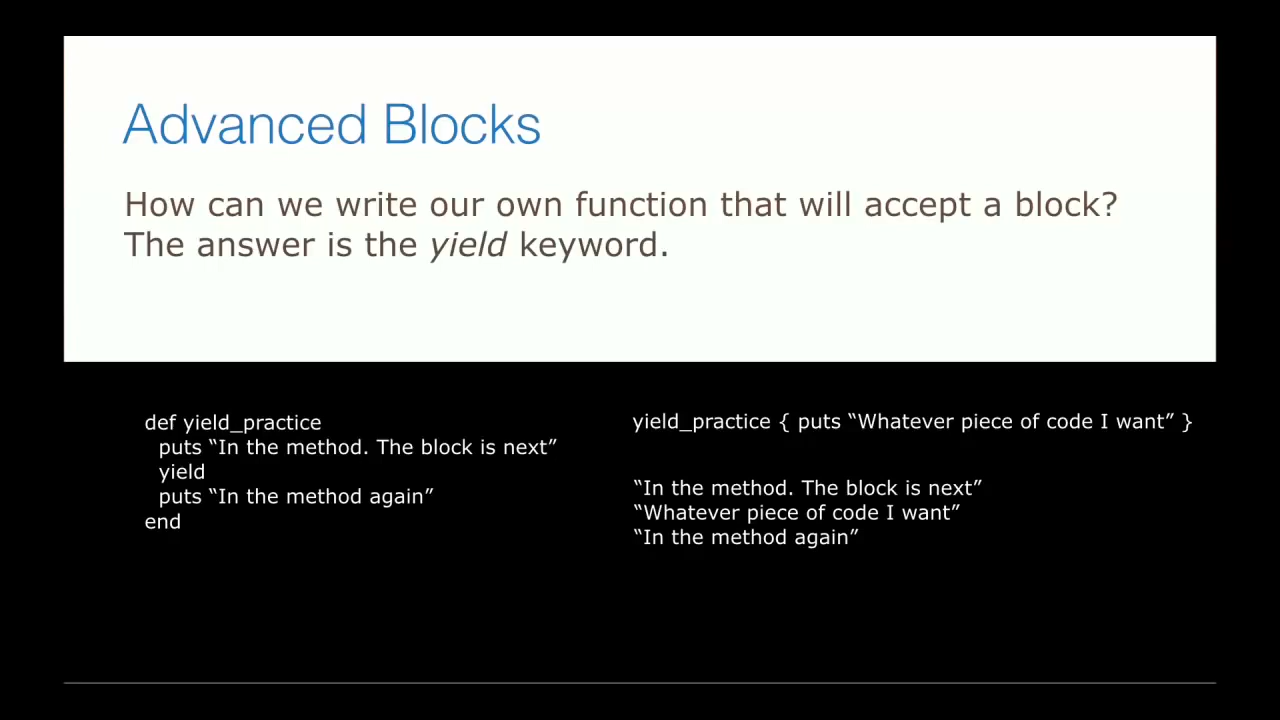 Advanced Blocks
How can we write our own function that will accept a block?
The answer is the yield keyword.
def yield_practice
puts “In the method. The block is next”
yield
puts “In the method again”
end
yield_practice { puts “Whatever piece of code I want” }
“In the method. The block is next”
“Whatever piece of code I want”
“In the method again”